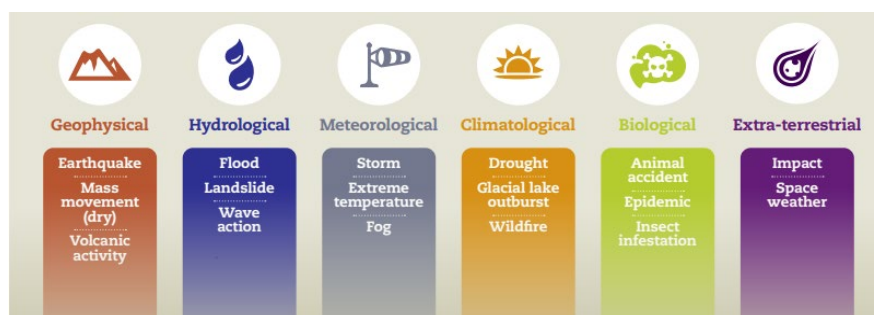 Geophysical
Hydrological
Meteorological
Climatological
Biological
Extra-terrestrial
Earthquake
Mass
movement
(dry)
Volcanic
activity
Flood
Landslide
Wave
action
Storm
Extreme
temperature
Fog
Drought
Glacial lake
outburst
Wildfire
Animal
accident
Epidemic
Insect
infestation
Impact
Space
weather